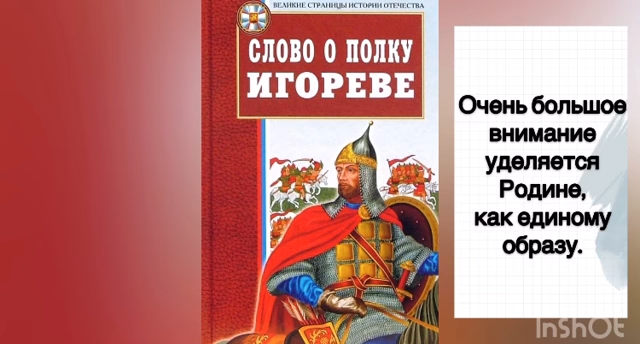 ВЕЛИКИЕ СТРАНИЦЫ ИСТОРИИ ОТЕЧЕСТВА
СЛОВО О ПОЛКУ
ИГОРЕВЕ
Очень большое
внимание
уделяется
Родине,
как единому
образу.
InShOt